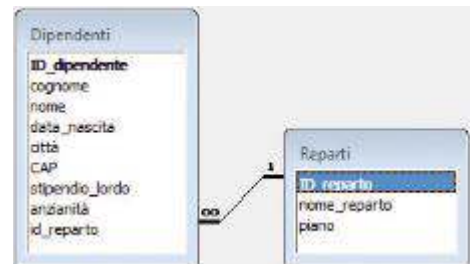 Dipendenti
ID_dipendente
cognome
nome
data_nascita
città
CAP
stipendio_lordo
anzianità
id_reparto
∞
1
Reparti
ID_reparto
nome_reparto
piano